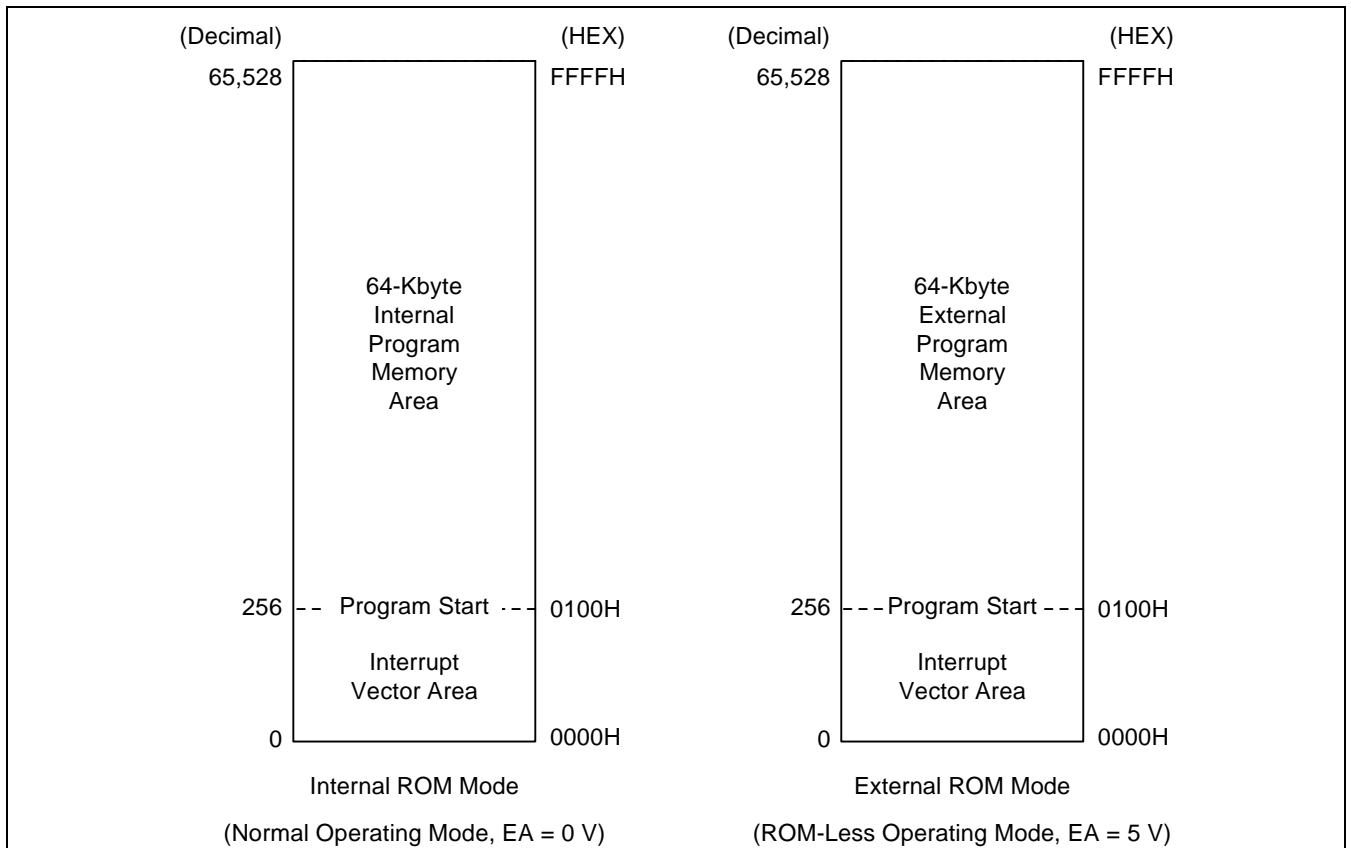 (Decimal) (HEX) (Decimal) (HEX)
65,528 FFFFH 65,528 FFFFH
64-Kbyte
Internal
Program
Memory
Area
64-Kbyte
External
Program
Memory
Area
256 Program Start 0100H 256 Program Start 0100H
Interrupt
Vector Area
Interrupt
Vector Area
0 0000H 0 0000H
Internal ROM Mode
(Normal Operating Mode, EA = 0 V)
External ROM Mode
(ROM-Less Operating Mode, EA = 5 V)